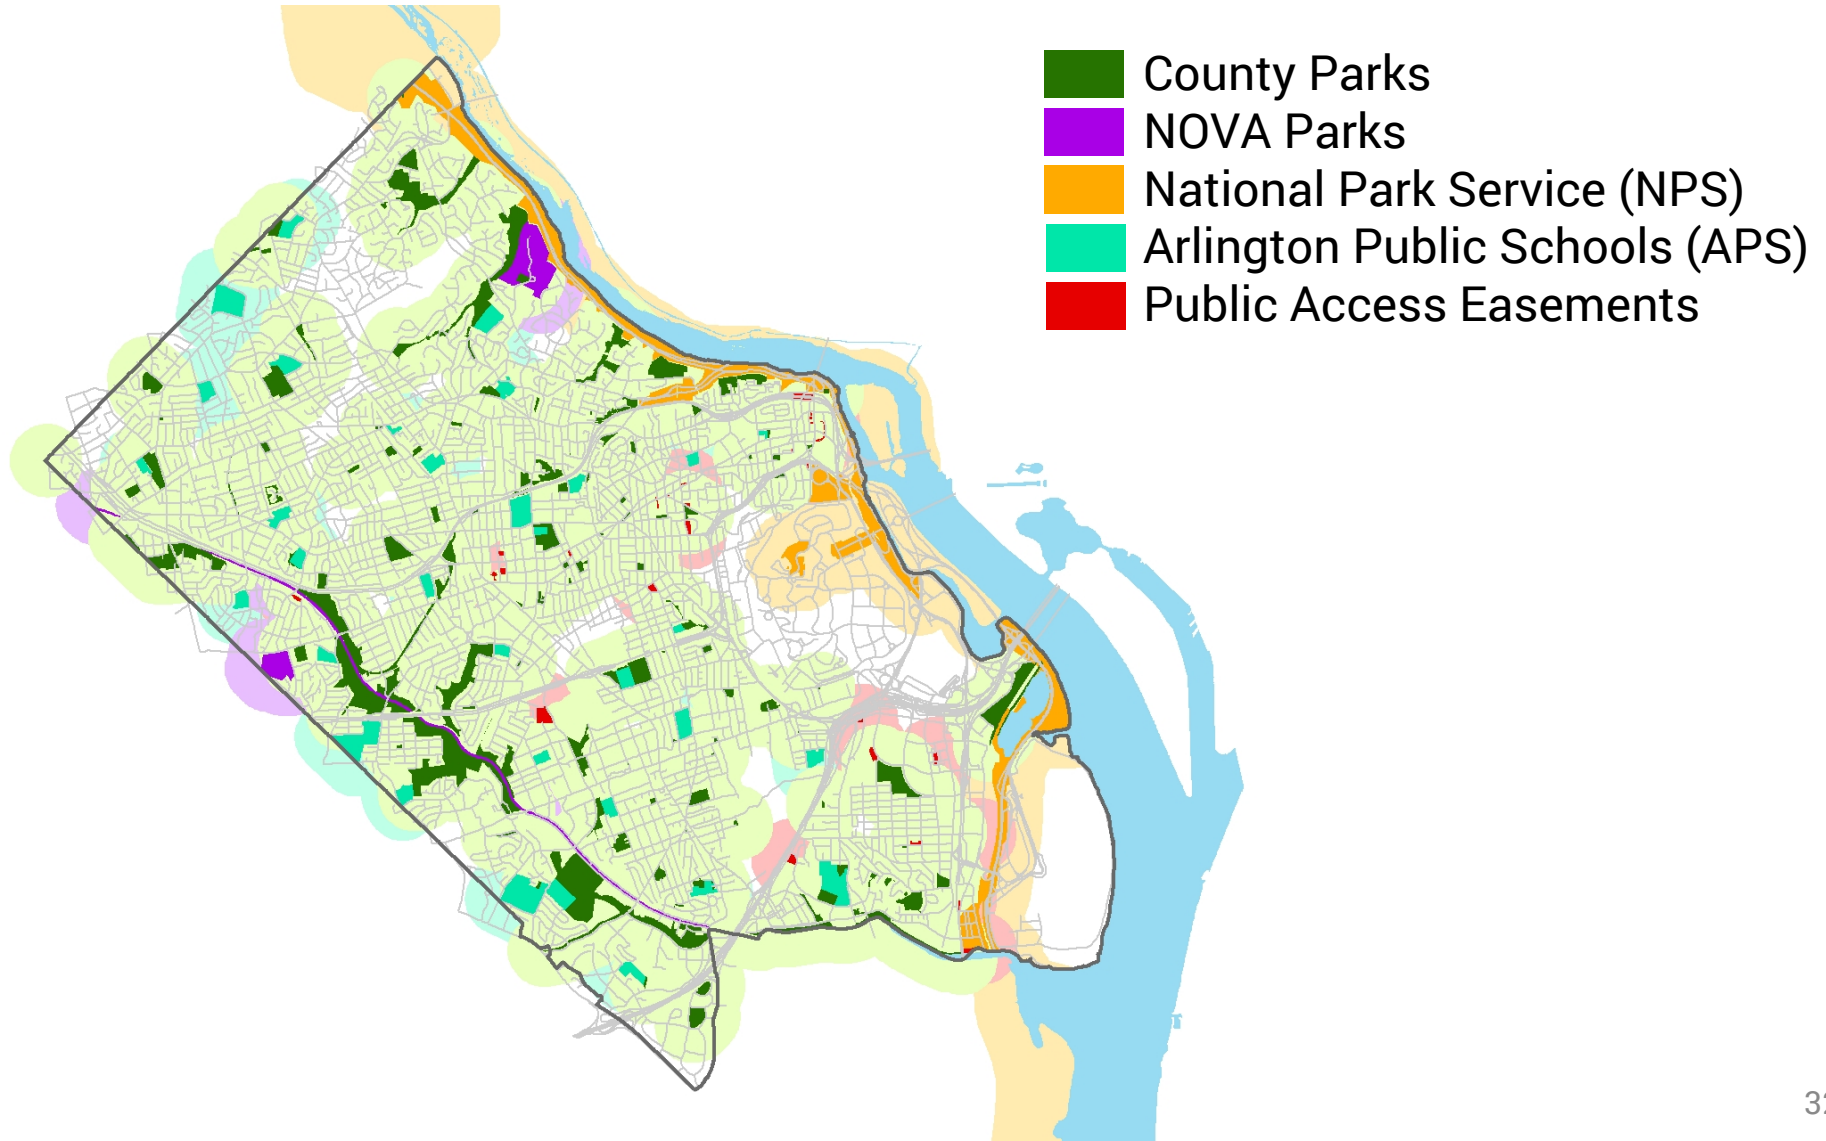 County Parks
NOVA Parks
National Park Service (NPS)
Arlington Public Schools (APS)
Public Access Easements